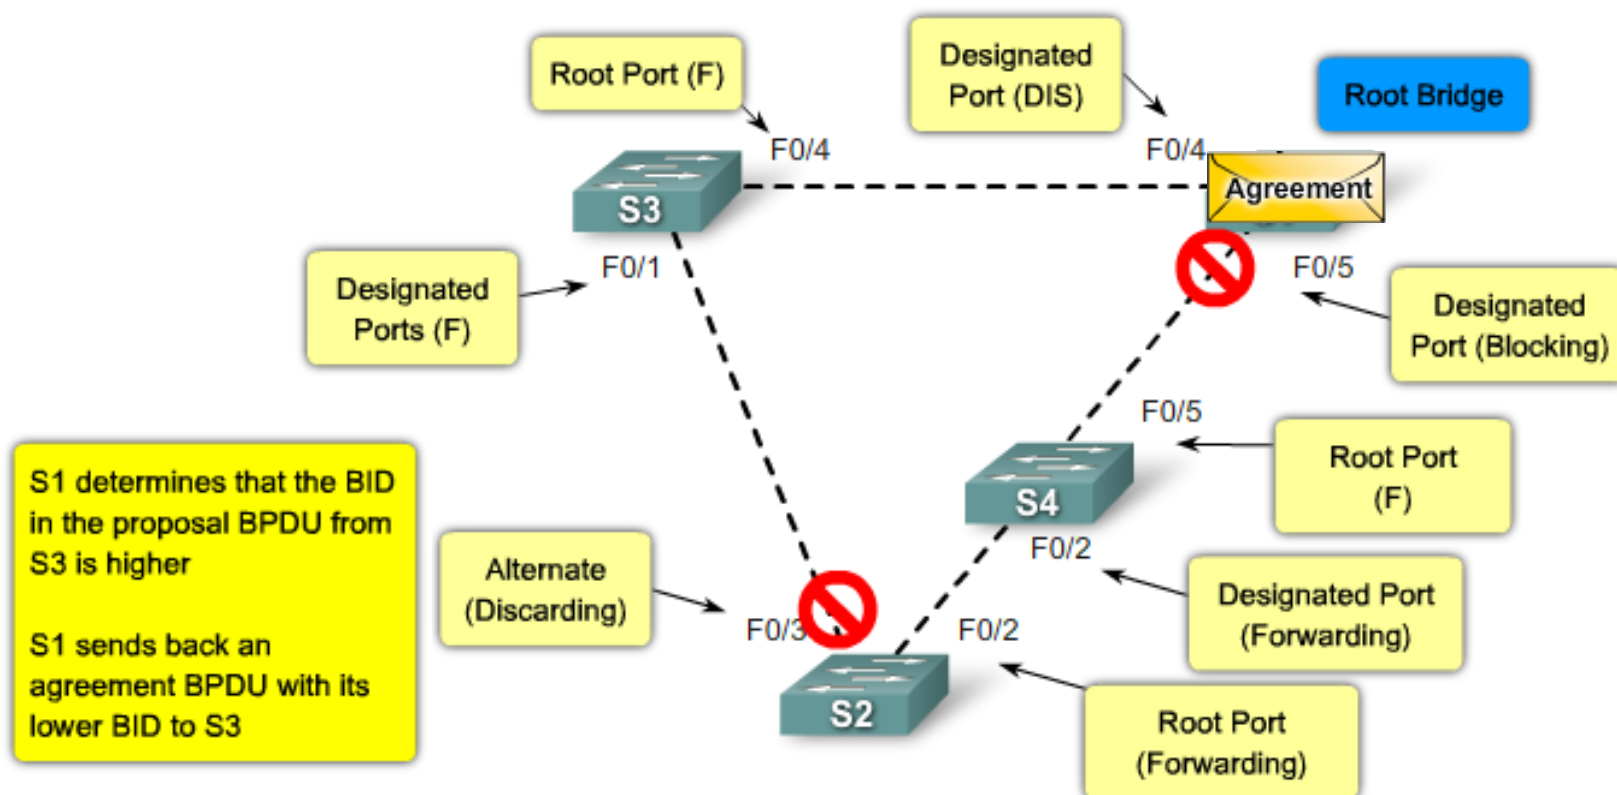 Root Port (F)
Designated
Port (DIS)
Root Bridge
F0/4
F0/4
Agreement
S3
F0/1
F0/5
Designated
Ports (F)
Designated
Port (Blocking)
F0/5
Root Port
(F)
S4
F0/2
Designated Port
(Forwarding)
S1 determines that the BID
in the proposal BPDU from
S3 is higher
S1 sends back an
agreement BPDU with its
lower BID to S3
Alternate
(Discarding)
F0/3
F0/2
S2
Root Port
(Forwarding)